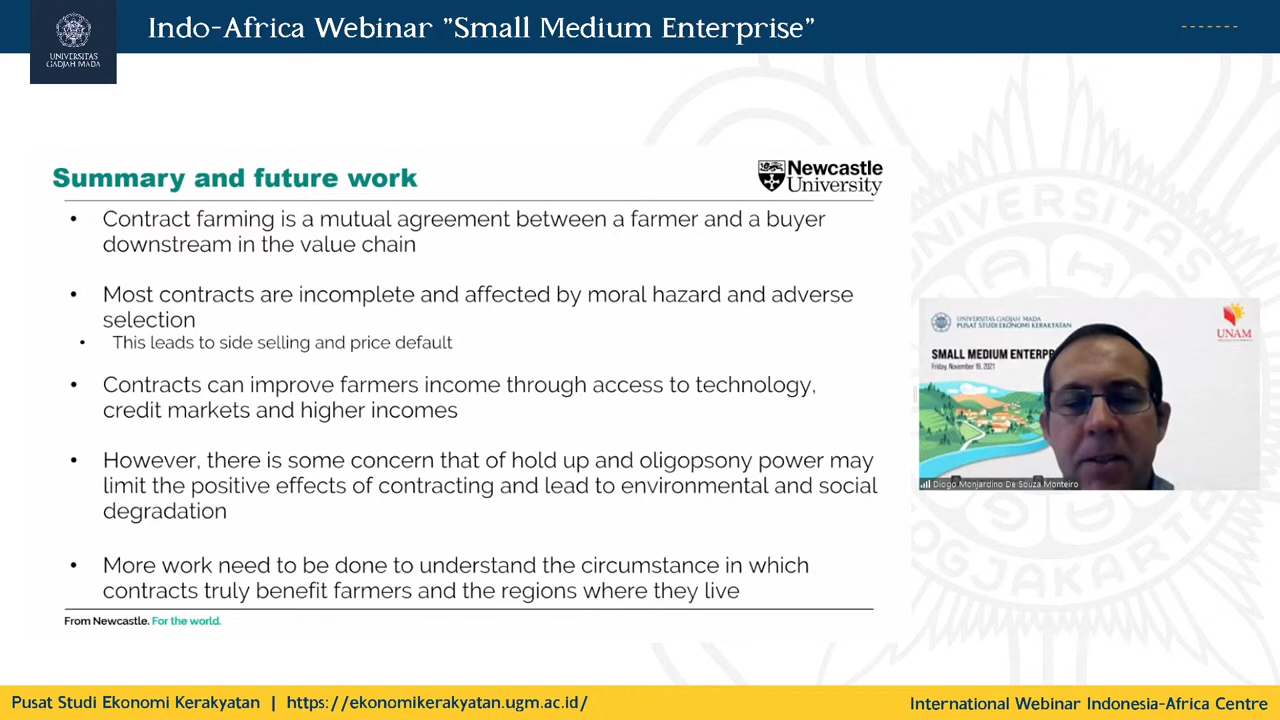 Indo-Africa Webinar "Small Medium Enterprise"
UNIVERSITAS
GADJAH MADA
Summary and future work
Newcastle
University
• Contract farming is a mutual agreement between a farmer and a buyer
downstream in the value chain
• Most contracts are incomplete and affected by moral hazard and adverse
selection
• This leads to side selling and price default
• Contracts can improve farmers income through access to technology,
credit markets and higher incomes
• However, there is some concern that of hold up and oligopsony power may
limit the positive effects of contracting and lead to environmental and social
degradation
• More work need to be done to understand the circumstance in which
contracts truly benefit farmers and the regions where they live
From Newcastle. For the world.
UNIVERSITAS GADJAH MADA
PUSAT STUDI EKONOMI KERAKYATAN
UNAM
SMALL MEDIUM ENTERP
Friday, November 19, 2021
Diogo Monjardino De Souza Monteiro
UNIVERSITAS
GADJAH
YOGJAKARTA
Pusat Studi Ekonomi Kerakyatan | https://ekonomikerakyatan.ugm.ac.id/
International Webinar Indonesia-Africa Centre